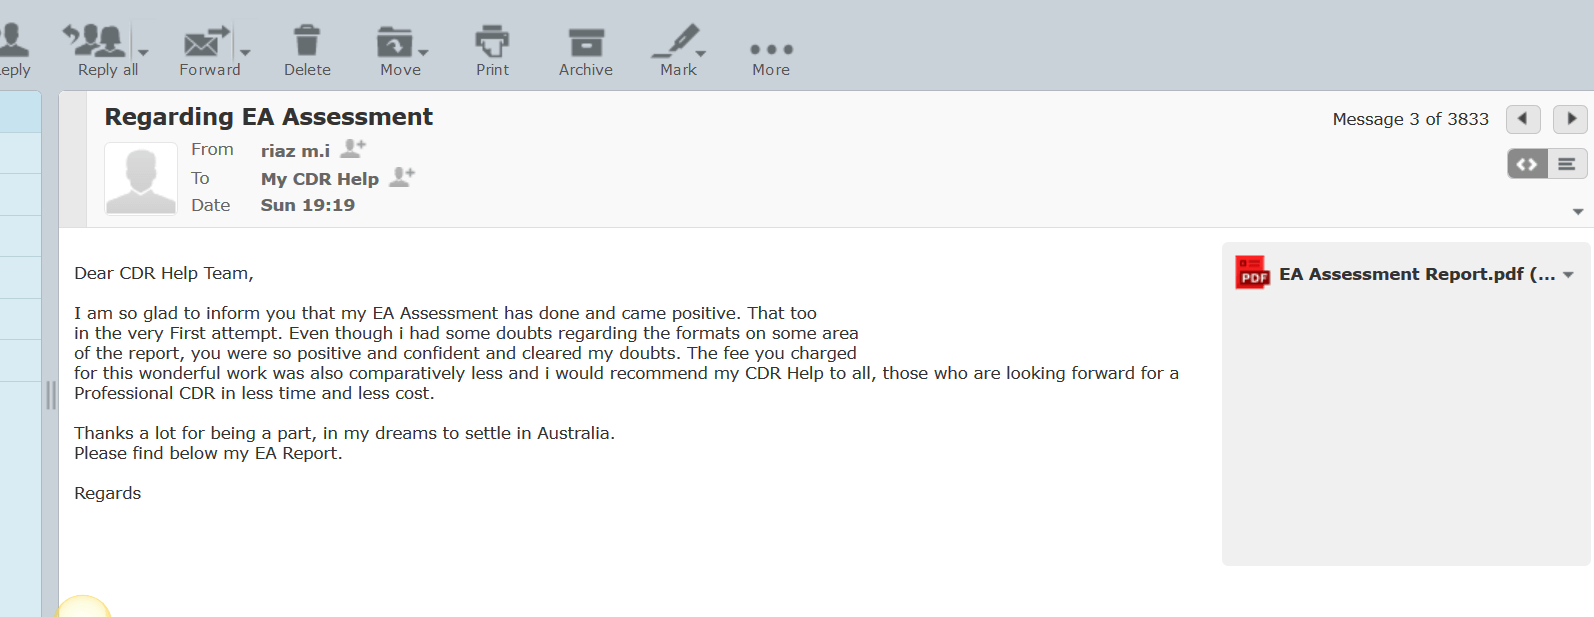 eply
Reply all
Forward
Delete
Move
Print
Archive
Mark
More
Regarding EA Assessment
Message 3 of 3833
From riaz m.i
To My CDR Help
Date Sun 19:19
PDF EA Assessment Report.pdf (...
Dear CDR Help Team,
I am so glad to inform you that my EA Assessment has done and came positive. That too
in the very First attempt. Even though i had some doubts regarding the formats on some area
of the report, you were so positive and confident and cleared my doubts. The fee you charged
for this wonderful work was also comparatively less and i would recommend my CDR Help to all, those who are looking forward for a
Professional CDR in less time and less cost.
Thanks a lot for being a part, in my dreams to settle in Australia.
Please find below my EA Report.
Regards